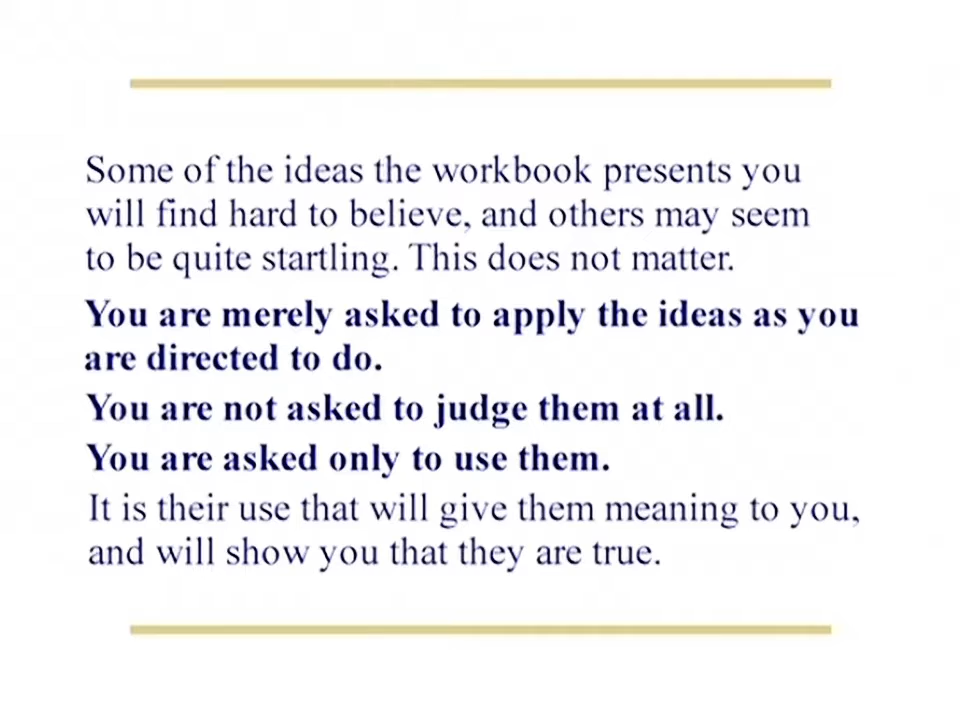 Some of the ideas the workbook presents you
will find hard to believe, and others may seem
to be quite startling. This does not matter.
You are merely asked to apply the ideas as you
are directed to do.
You are not asked to judge them at all.
You are asked only to use them.
It is their use that will give them meaning to you,
and will show you that they are true.